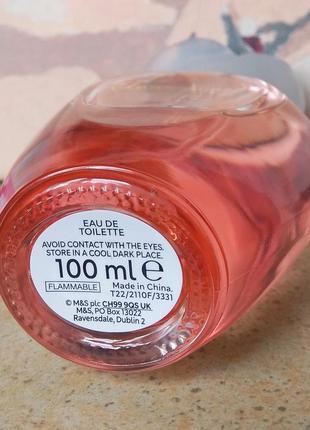 EAU DE
TOILETTE
AVOID CONTACT WITH THE EYES.
STORE IN A COOL DARK PLACE.
100 ml ℮
FLAMMABLE
Made in China.
T22/2110F/3331
© M&S plc CH99 9QS UK
M&S, PO Box 13022
Ravensdale, Dublin 2